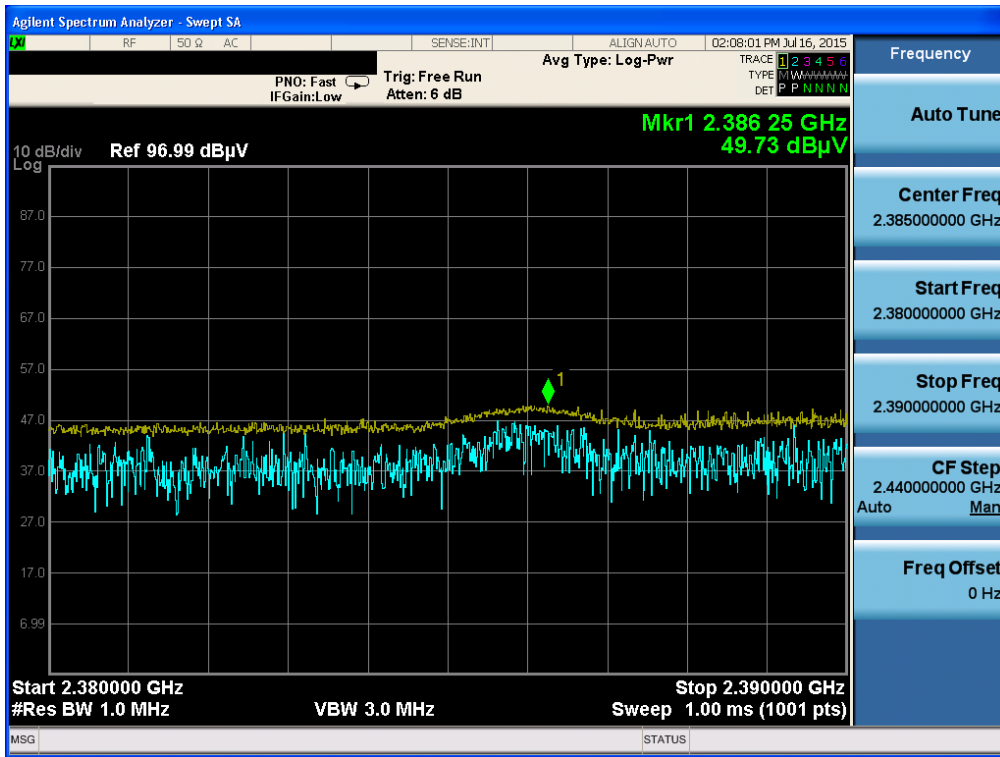 Agilent Spectrum Analyzer - Swept SA
LXI RF 50 Ω AC SENSE:INT ALIGN AUTO 02:08:01 PM Jul 16, 2015
Avg Type: Log-Pwr TRACE 1 2 3 4 5 6
PNO: Fast Trig: Free Run TYPE M WWWWWW
IFGain:Low Atten: 6 dB DET P P N N N N
Mkr1 2.386 25 GHz
49.73 dBµV
10 dB/div Ref 96.99 dBµV
Log
87.0
77.0
67.0
57.0
1
47.0
37.0
27.0
17.0
6.99
Start 2.380000 GHz Stop 2.390000 GHz
#Res BW 1.0 MHz VBW 3.0 MHz Sweep 1.00 ms (1001 pts)
MSG STATUS
Frequency
Auto Tune
Center Freq
2.385000000 GHz
Start Freq
2.380000000 GHz
Stop Freq
2.390000000 GHz
CF Step
2.440000000 GHz
Auto Man
Freq Offset
0 Hz